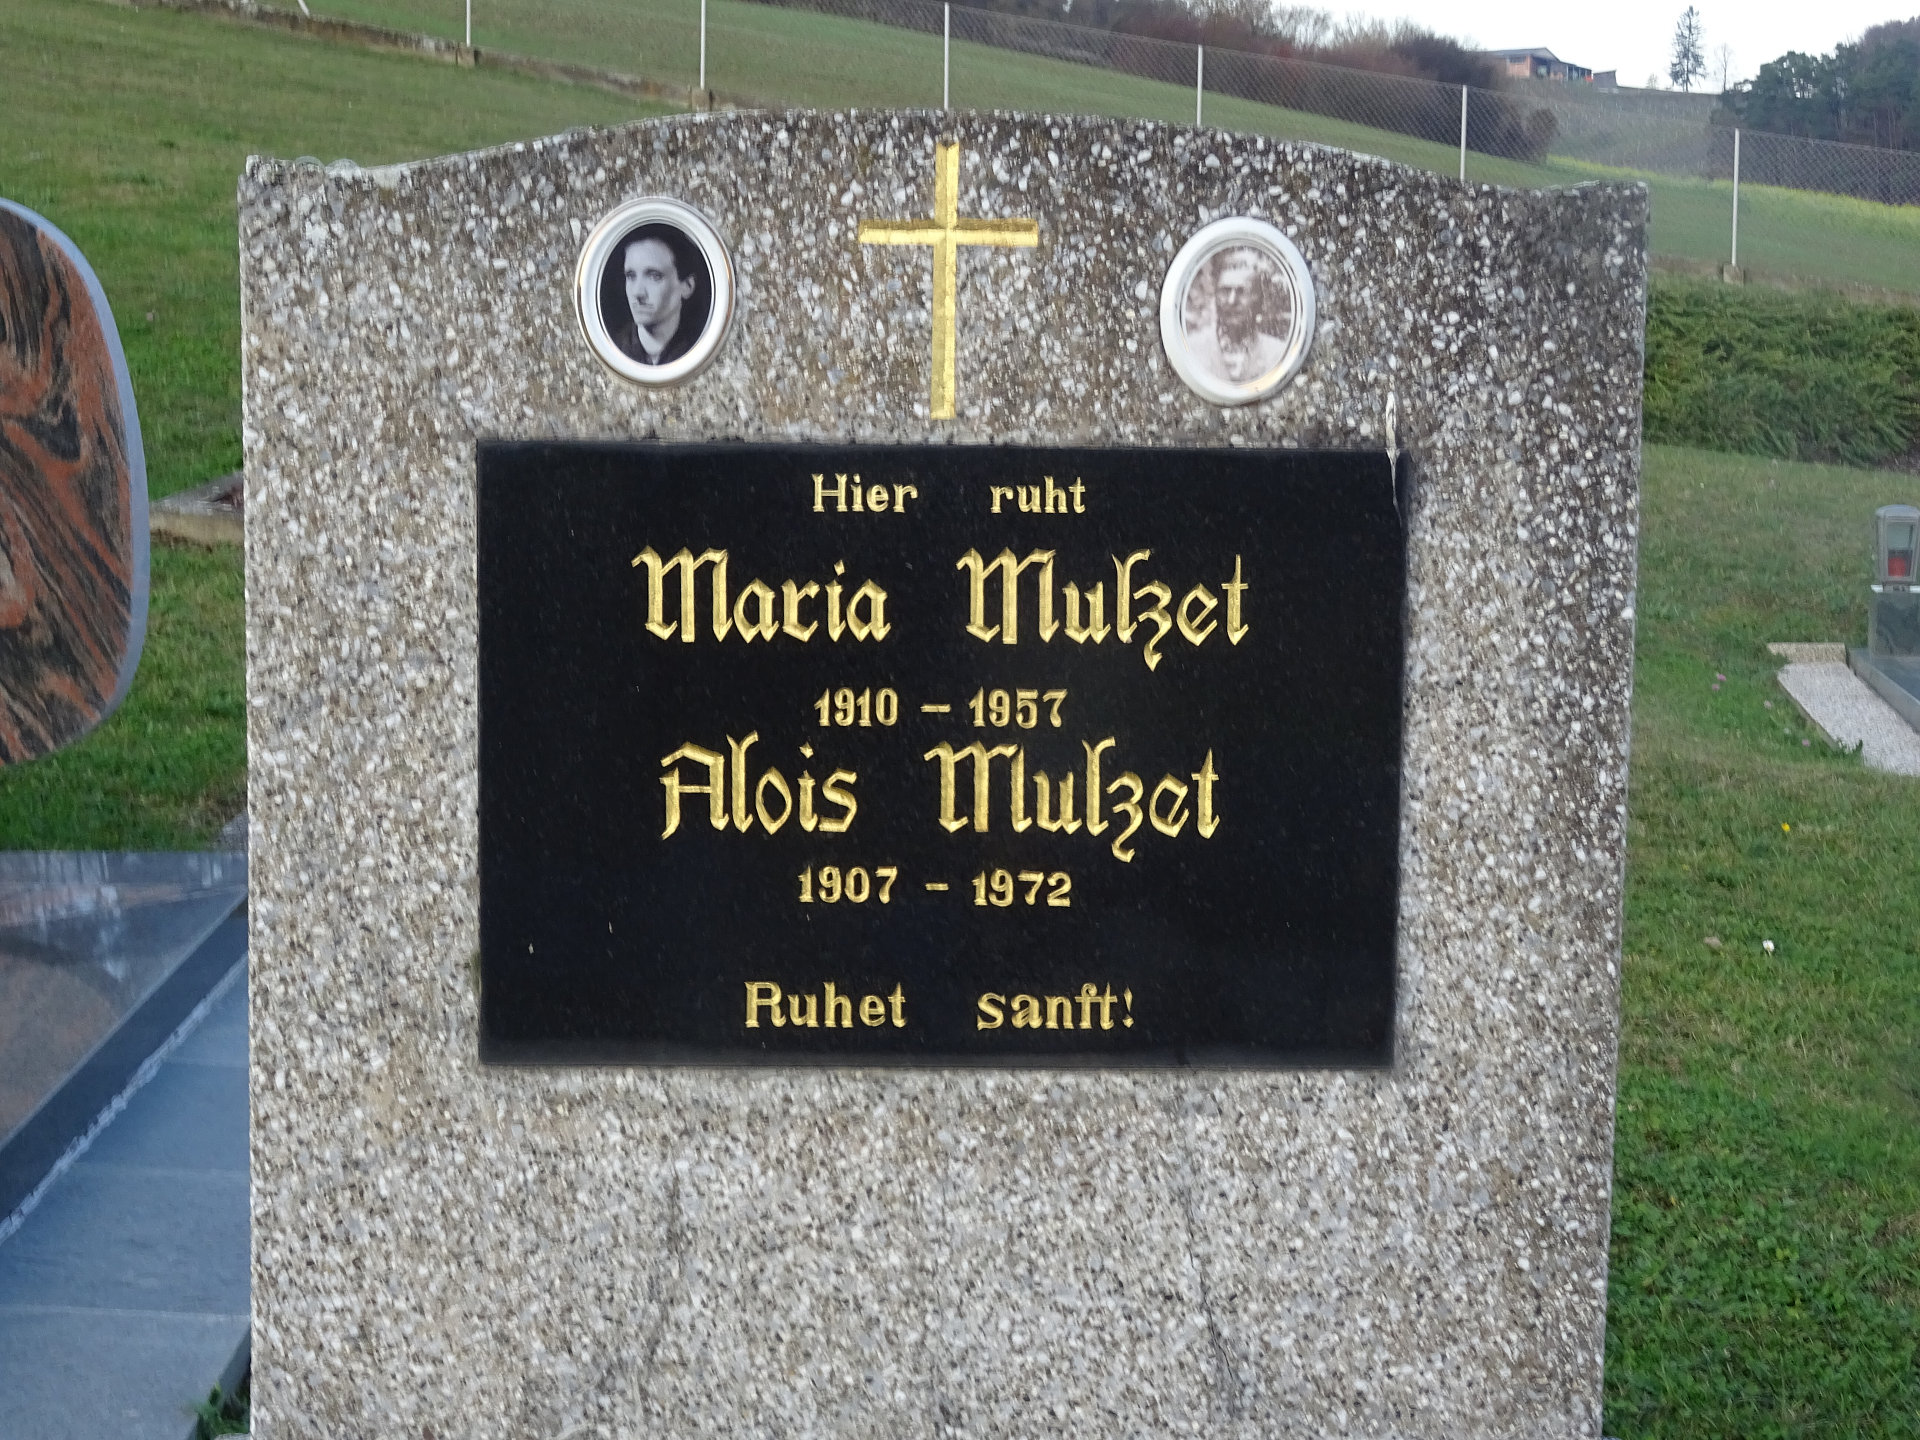 Hier ruht
Maria Mulzet
1910 – 1957
Alois Mulzet
1907 – 1972
Ruhet sanft!